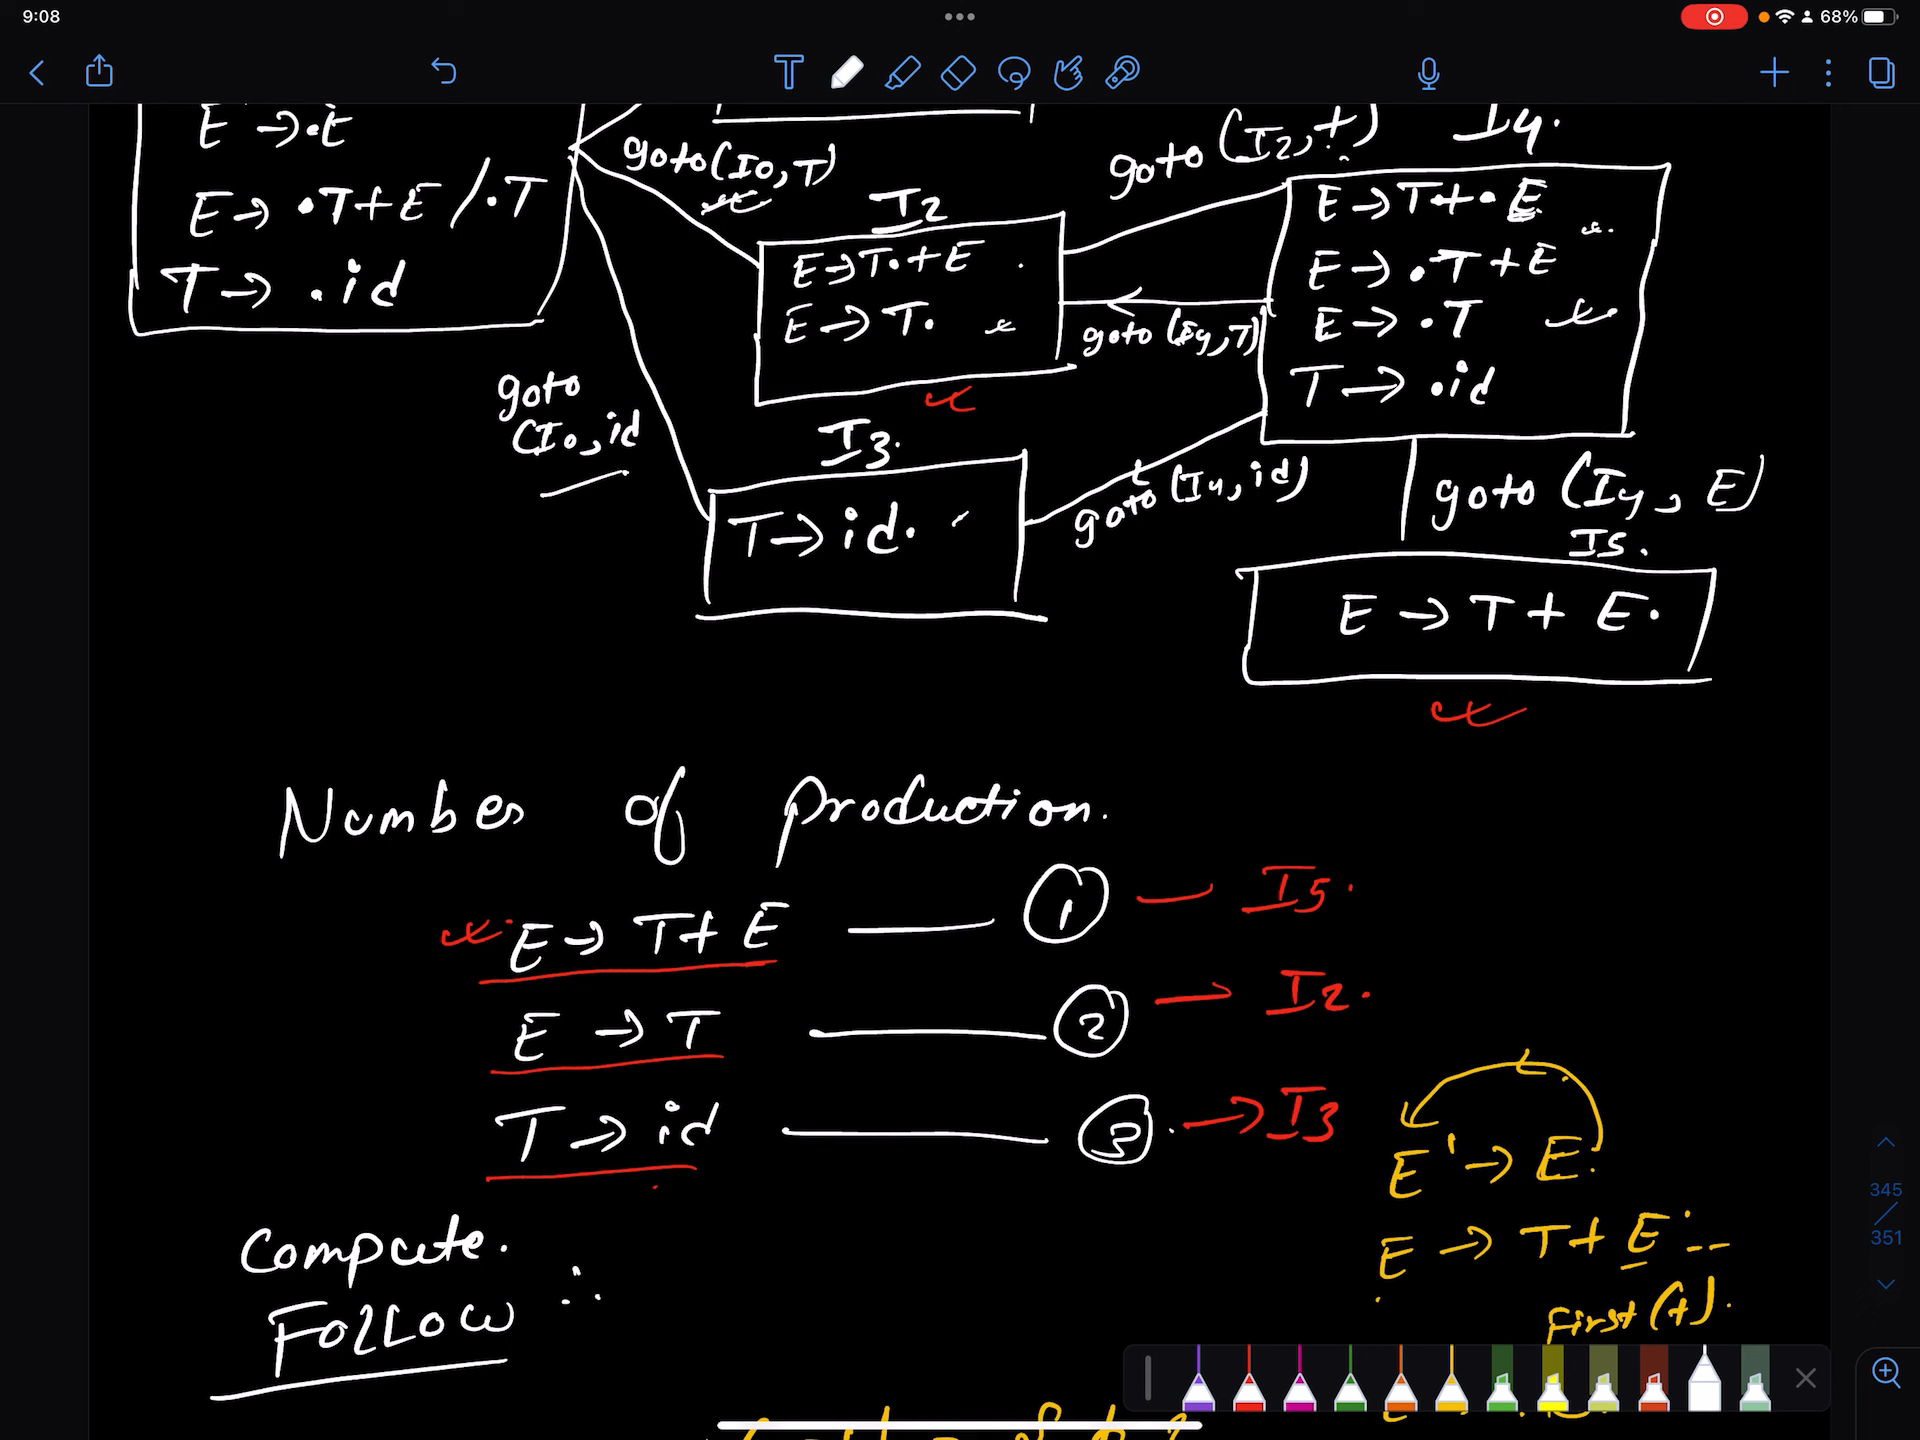 9:08
68%
E → .E
E → .T+E / .T
T → .id
goto(I0,T)
goto (I0,id
I2
E→T.+E
E→T.
I3.
T→id.
goto (I2,+)
goto (I4,T)
goto (I4,id)
I4.
E→T+.E
E→.T+E
E→.T
T→.id
goto (I4, E)
I5.
E → T + E.
Number of production.
E → T+E 1 - I5.
E → T 2 → I2.
T → id 3. → I3
E' → E.
E → T + E
First(+).
Compute.
FOLLOW
345
/
351